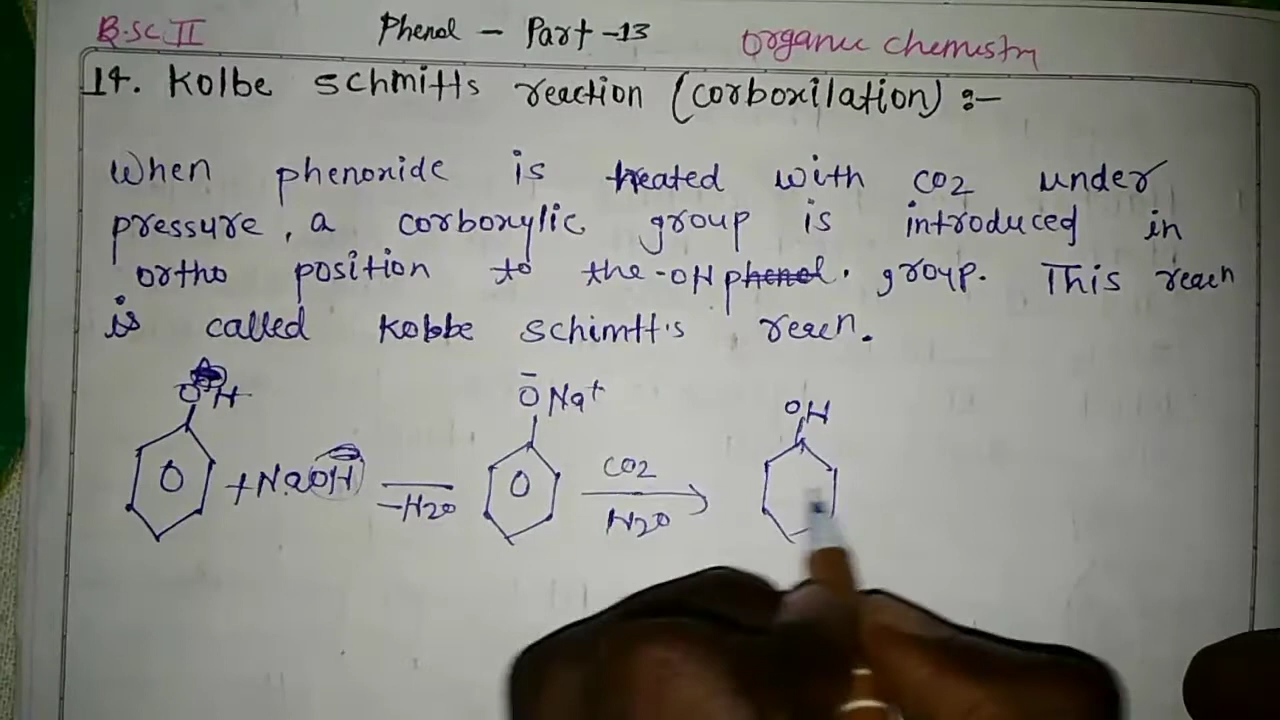 B.SC II Phenol - Part-13 Organic chemistry
14. Kolbe schmitts reaction (corboxilation) :-
When phenoxide is treated with CO2 under
pressure, a corboxylic group is introduced in
ortho position to the -OH phenol. group. This reacn
is called Kolbe Schimtt's reacn.
OH
ŌNa+
OH
+NaOH
-H2O
CO2
H2O